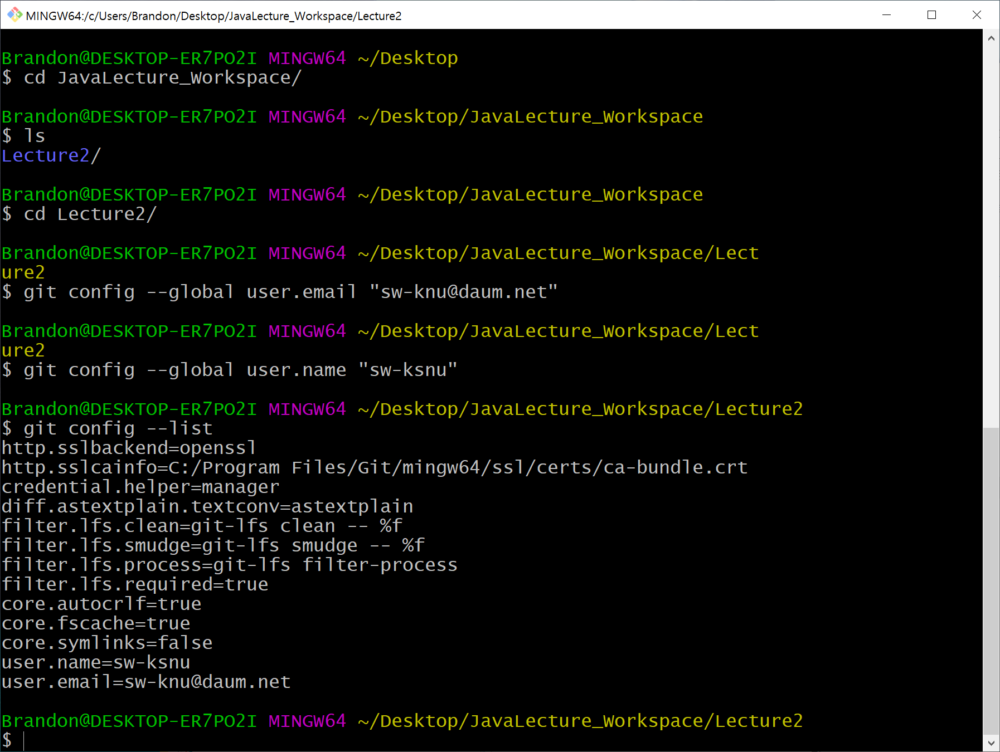 MINGW64:/c/Users/Brandon/Desktop/JavaLecture_Workspace/Lecture2
Brandon@DESKTOP-ER7PO2I MINGW64 ~/Desktop
$ cd JavaLecture_Workspace/
Brandon@DESKTOP-ER7PO2I MINGW64 ~/Desktop/JavaLecture_Workspace
$ ls
Lecture2/
Brandon@DESKTOP-ER7PO2I MINGW64 ~/Desktop/JavaLecture_Workspace
$ cd Lecture2/
Brandon@DESKTOP-ER7PO2I MINGW64 ~/Desktop/JavaLecture_Workspace/Lect
ure2
$ git config --global user.email "sw-knu@daum.net"
Brandon@DESKTOP-ER7PO2I MINGW64 ~/Desktop/JavaLecture_Workspace/Lect
ure2
$ git config --global user.name "sw-ksnu"
Brandon@DESKTOP-ER7PO2I MINGW64 ~/Desktop/JavaLecture_Workspace/Lecture2
$ git config --list
http.sslbackend=openssl
http.sslcainfo=C:/Program Files/Git/mingw64/ssl/certs/ca-bundle.crt
credential.helper=manager
diff.astextplain.textconv=astextplain
filter.lfs.clean=git-lfs clean -- %f
filter.lfs.smudge=git-lfs smudge -- %f
filter.lfs.process=git-lfs filter-process
filter.lfs.required=true
core.autocrlf=true
core.fscache=true
core.symlinks=false
user.name=sw-ksnu
user.email=sw-knu@daum.net
Brandon@DESKTOP-ER7PO2I MINGW64 ~/Desktop/JavaLecture_Workspace/Lecture2
$